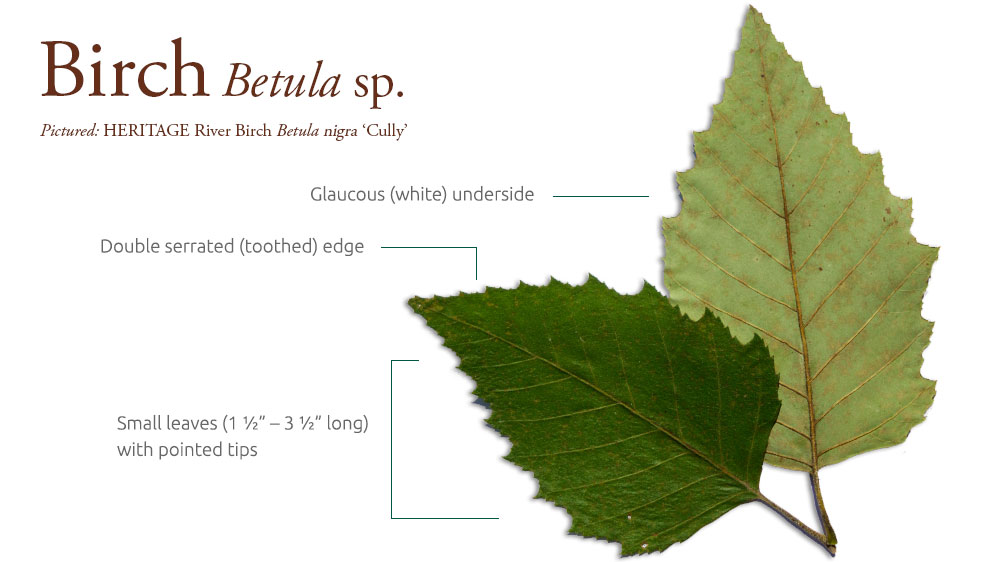 Birch Betula sp.
Pictured: HERITAGE River Birch Betula nigra ‘Cully’
Glaucous (white) underside
Double serrated (toothed) edge
Small leaves (1 ½” – 3 ½” long)
with pointed tips